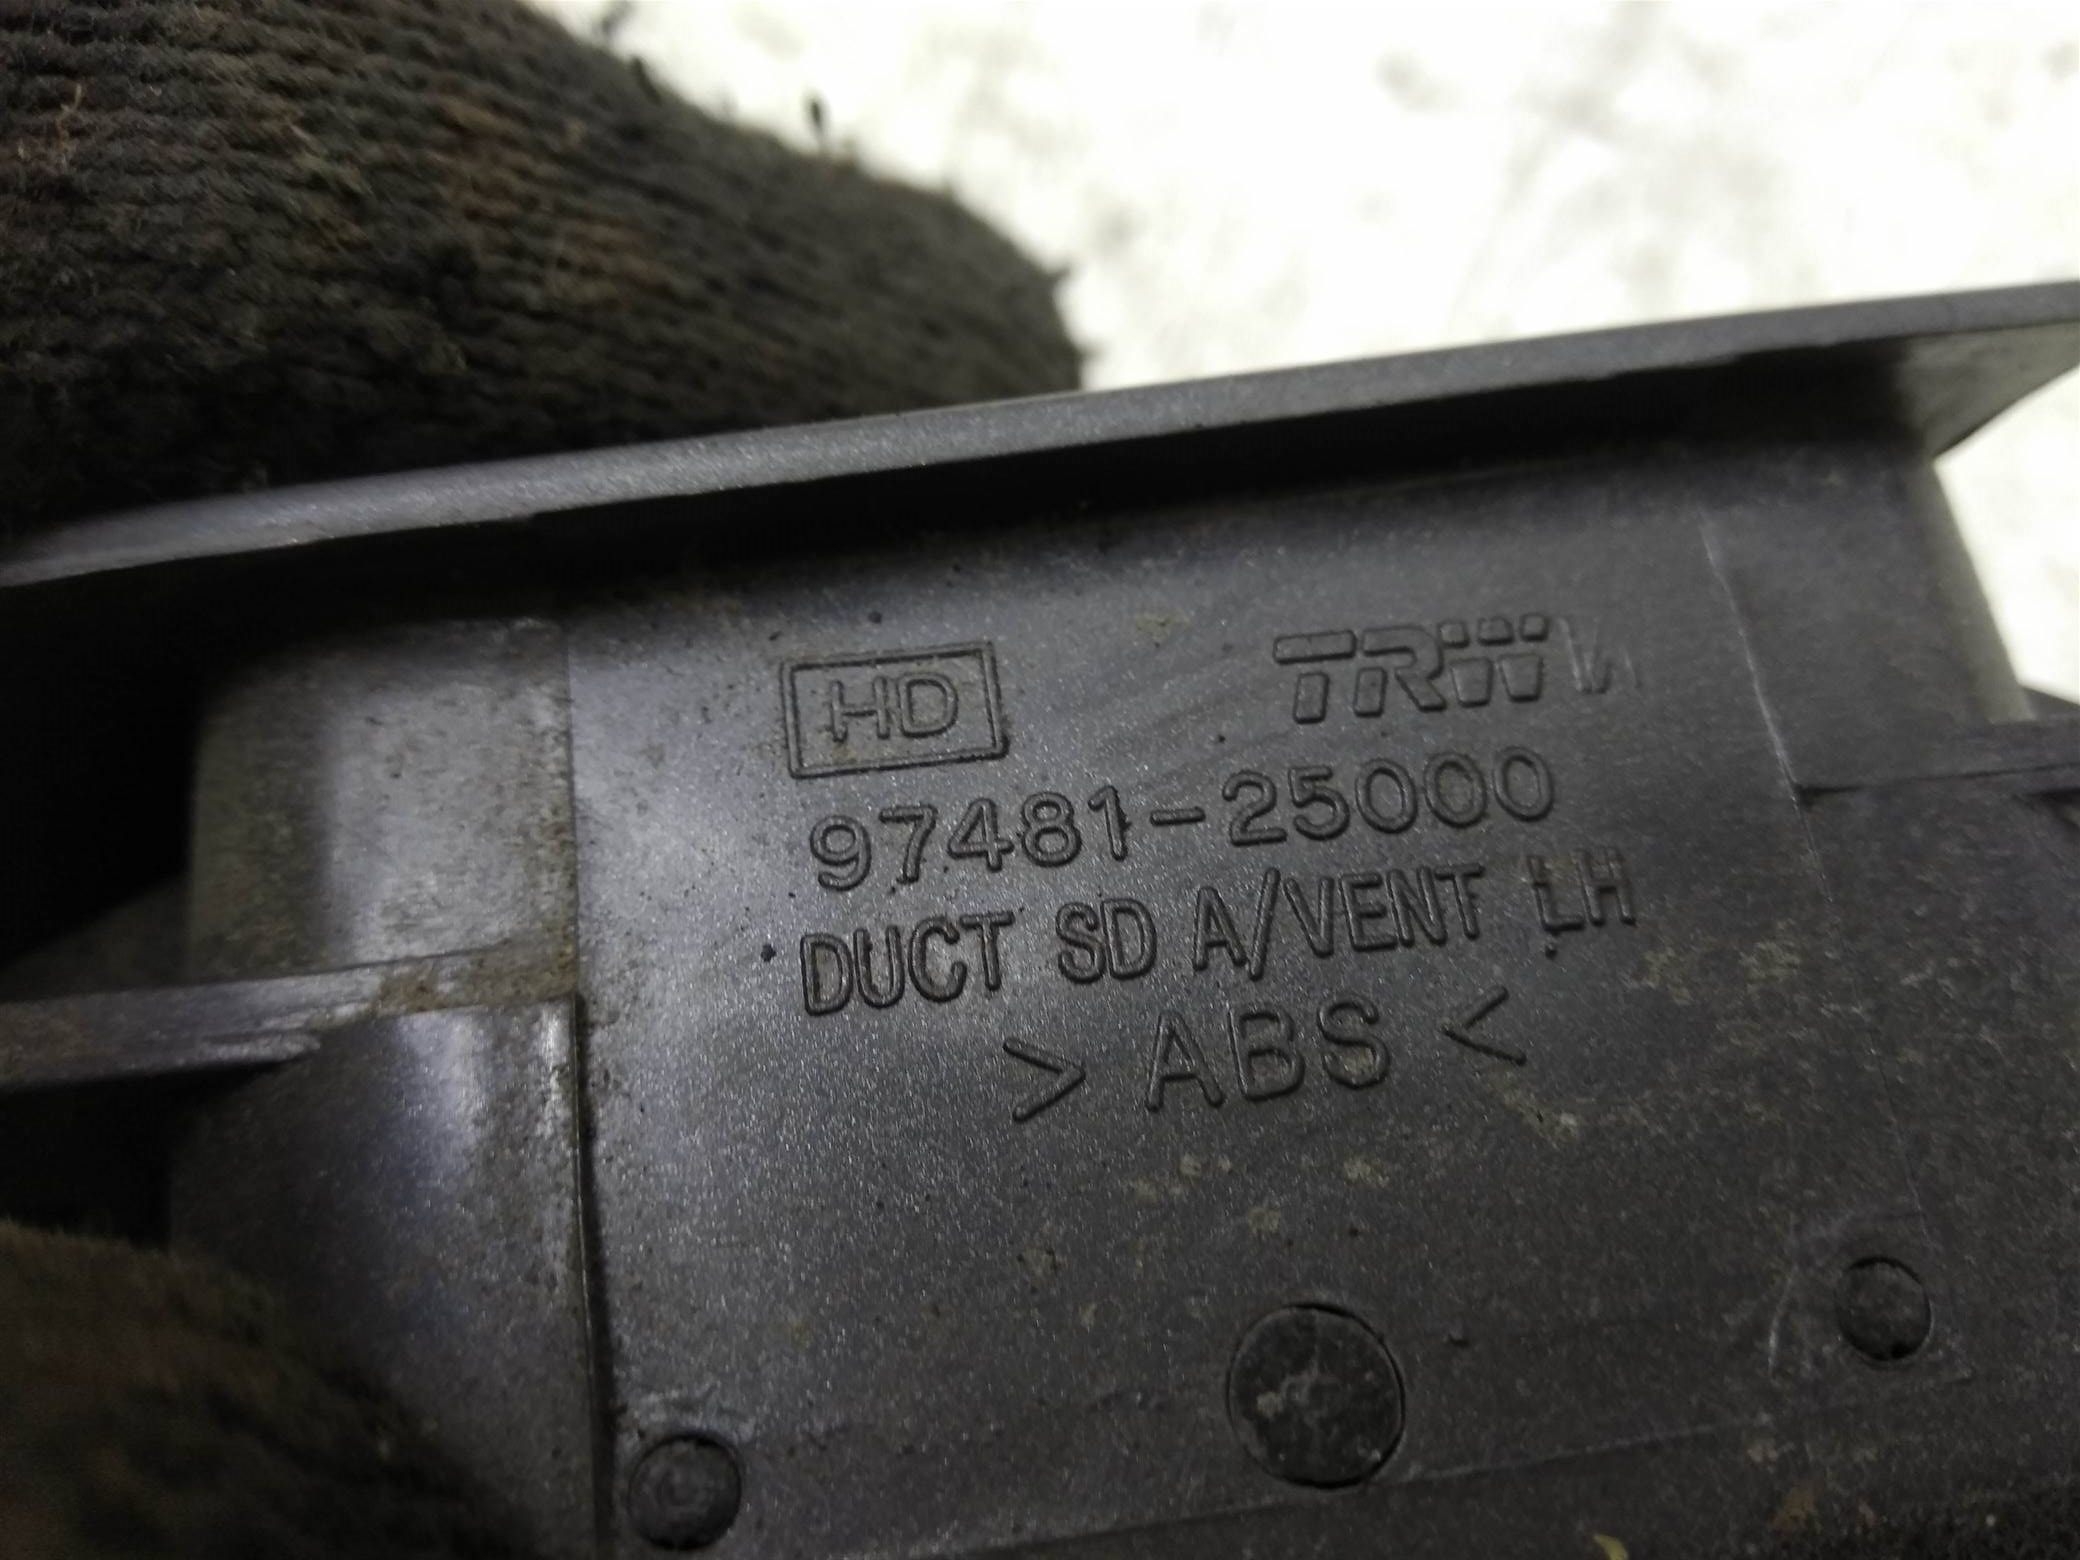 HD TRW
97481-25000
DUCT SD A/VENT LH
> ABS <